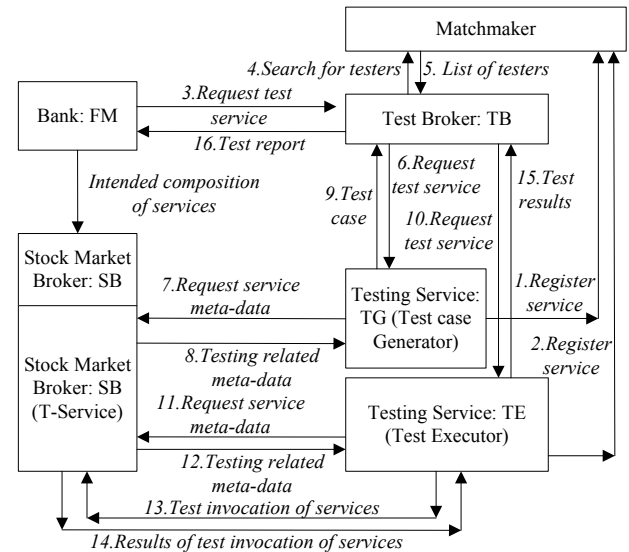 Matchmaker
4.Search for
testers
5. List of testers
3.Request test
service
Bank: FM
Test Broker: TB
16.Test report
6.Request
test service
15.Test
results
9.Test
case
10.Request
test service
Intended composition
of services
Stock Market
Broker: SB
7.Request service
meta-data
Testing Service:
TG (Test case
Generator)
1.Register
service
8.Testing related
meta-data
2.Register
service
Stock Market
Broker: SB
(T-Service)
11.Request service
meta-data
Testing Service: TE
(Test Executor)
12.Testing related
meta-data
13.Test invocation of services
14.Results of test invocation of services